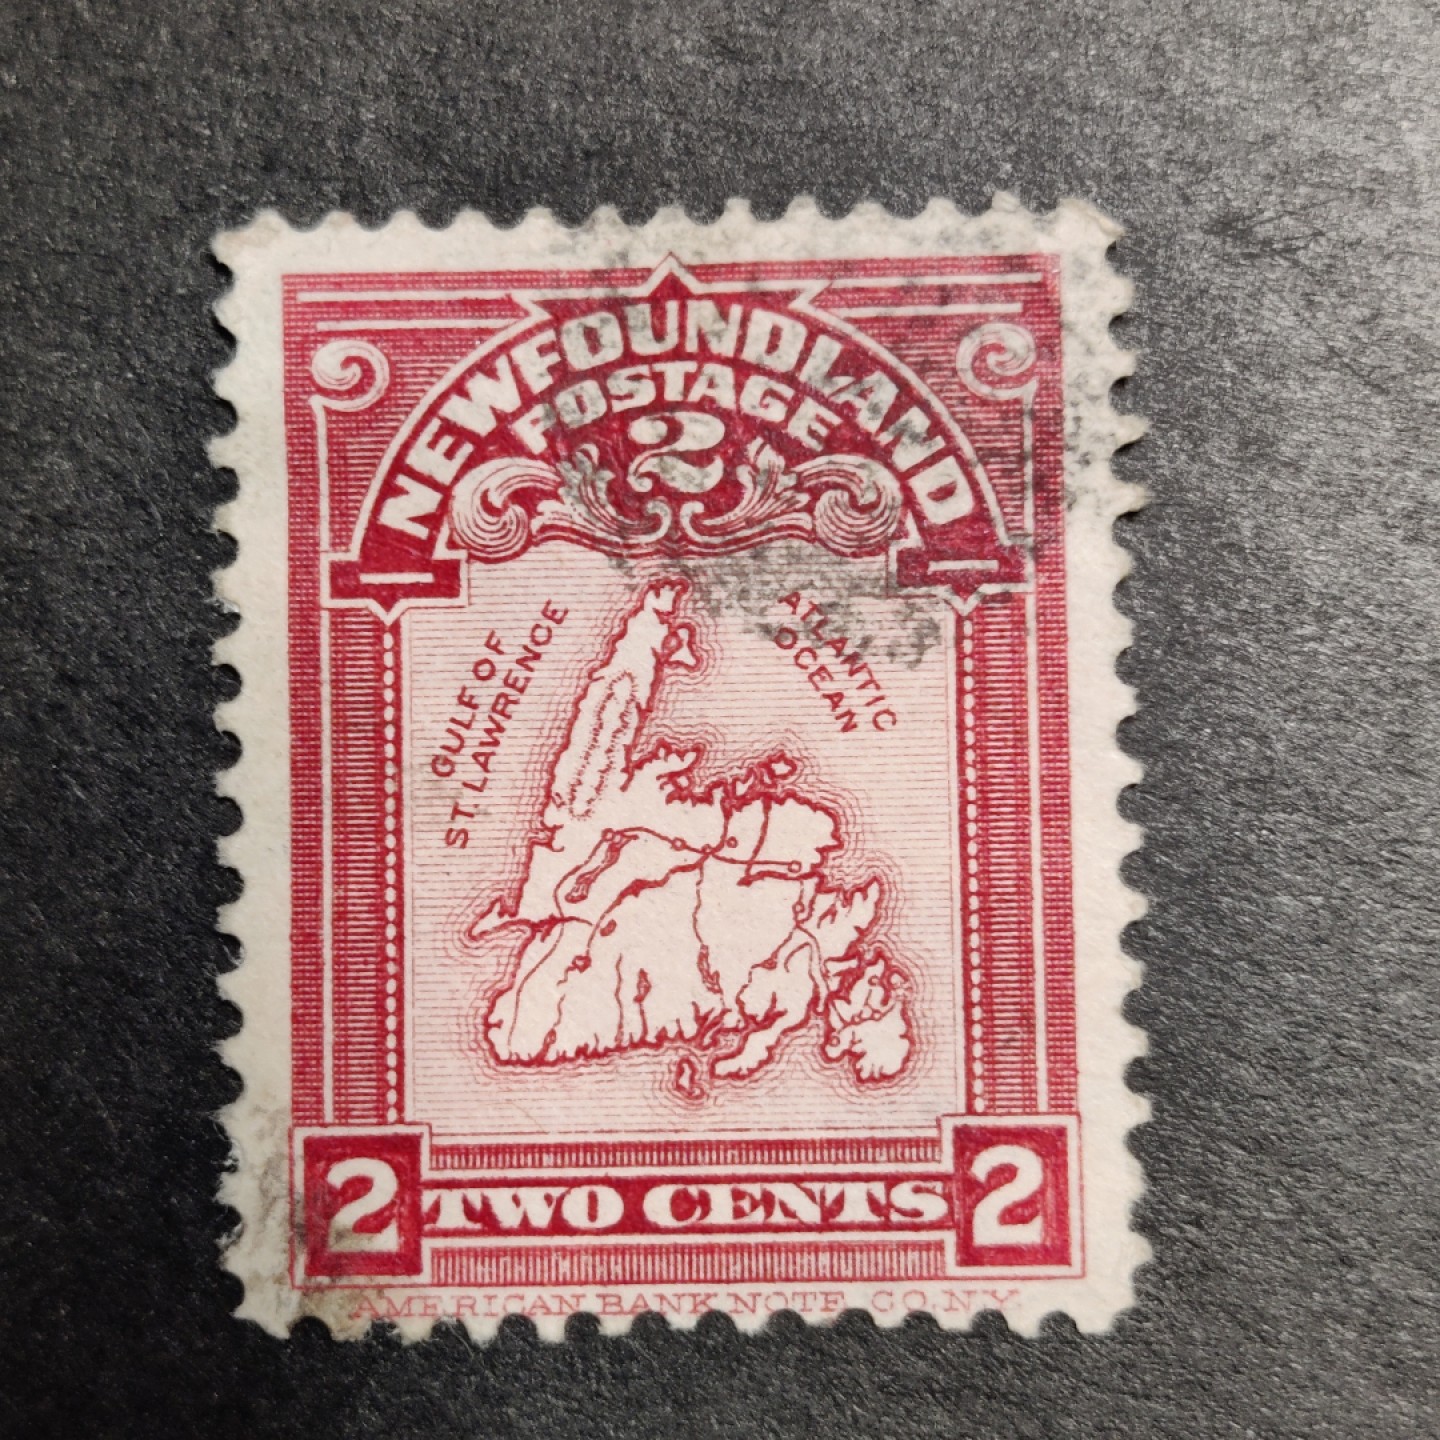 NEWFOUNDLAND
POSTAGE
2
GULF OF
ST. LAWRENCE
ATLANTIC
OCEAN
2 TWO CENTS 2
AMERICAN BANK NOTE CO. N.Y.